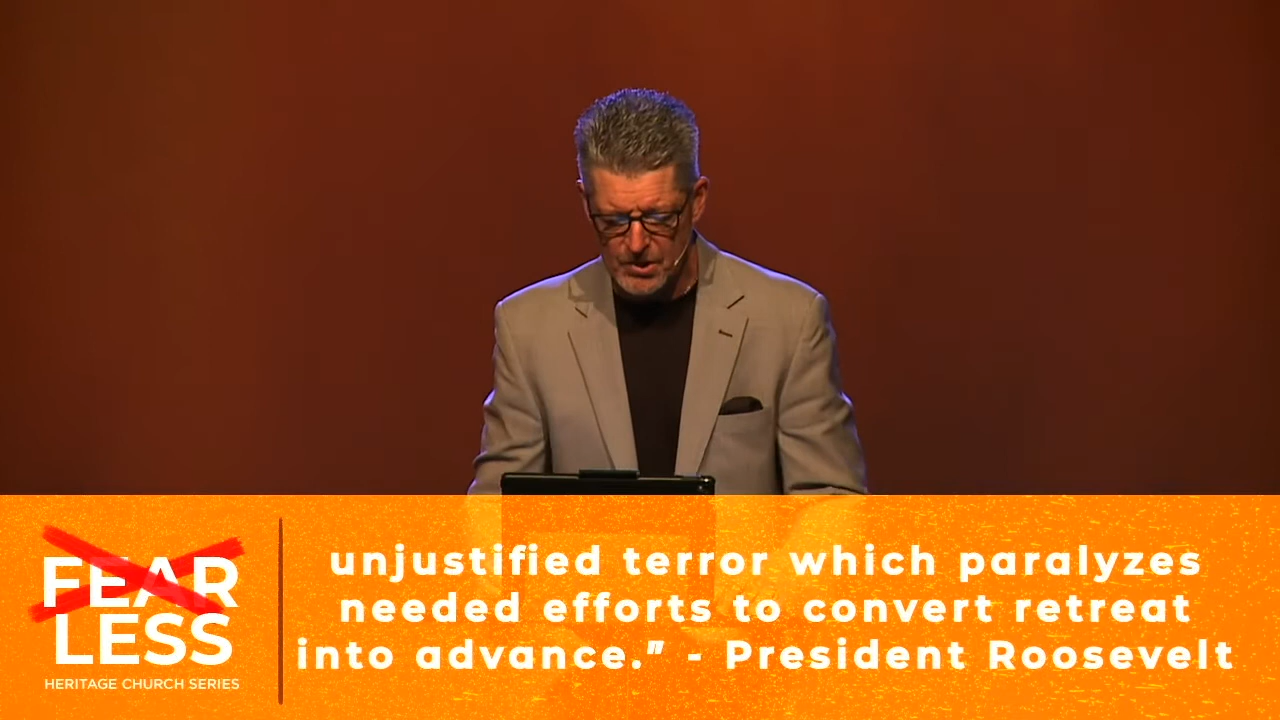 FEAR
LESS
HERITAGE CHURCH SERIES
unjustified terror which paralyzes
needed efforts to convert retreat
into advance.” - President Roosevelt